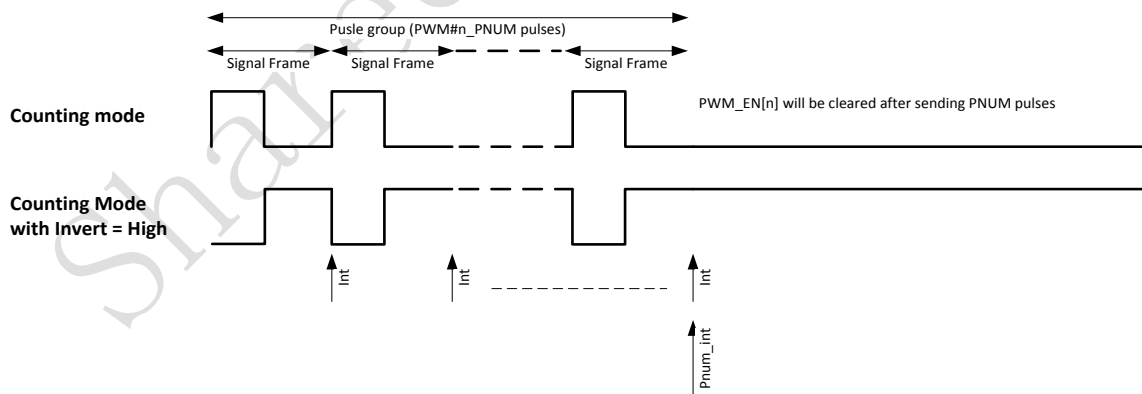 Pusle group (PWM#n_PNUM pulses)
Signal Frame
Signal Frame
Signal Frame
Counting mode
PWM_EN[n] will be cleared after sending PNUM pulses
Counting Mode
with Invert = High
Int
Int
Int
Pnum_int